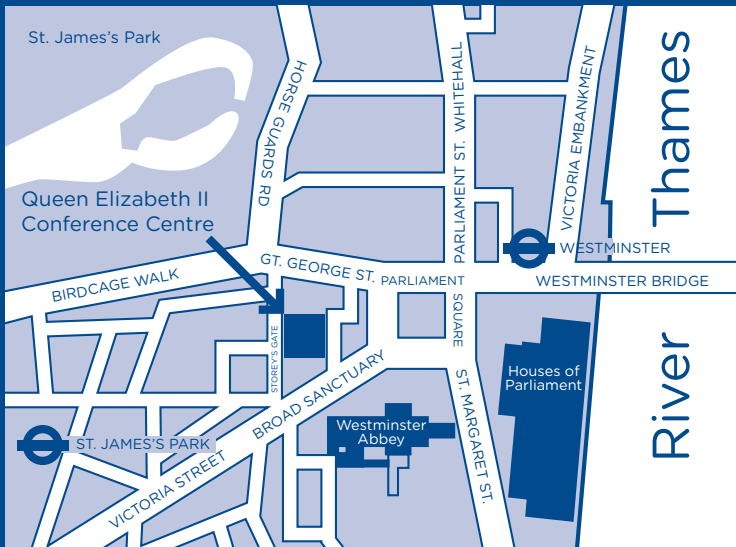 St. James's Park
HORSE GUARDS RD
WHITEHALL
PARLIAMENT ST.
VICTORIA EMBANKMENT
River Thames
Queen Elizabeth II
Conference Centre
WESTMINSTER
BIRDCAGE WALK
GT. GEORGE ST.
PARLIAMENT
SQUARE
WESTMINSTER BRIDGE
STOREY'S GATE
BROAD SANCTUARY
Houses of
Parliament
ST. MARGARET ST.
Westminster
Abbey
ST. JAMES'S PARK
VICTORIA STREET